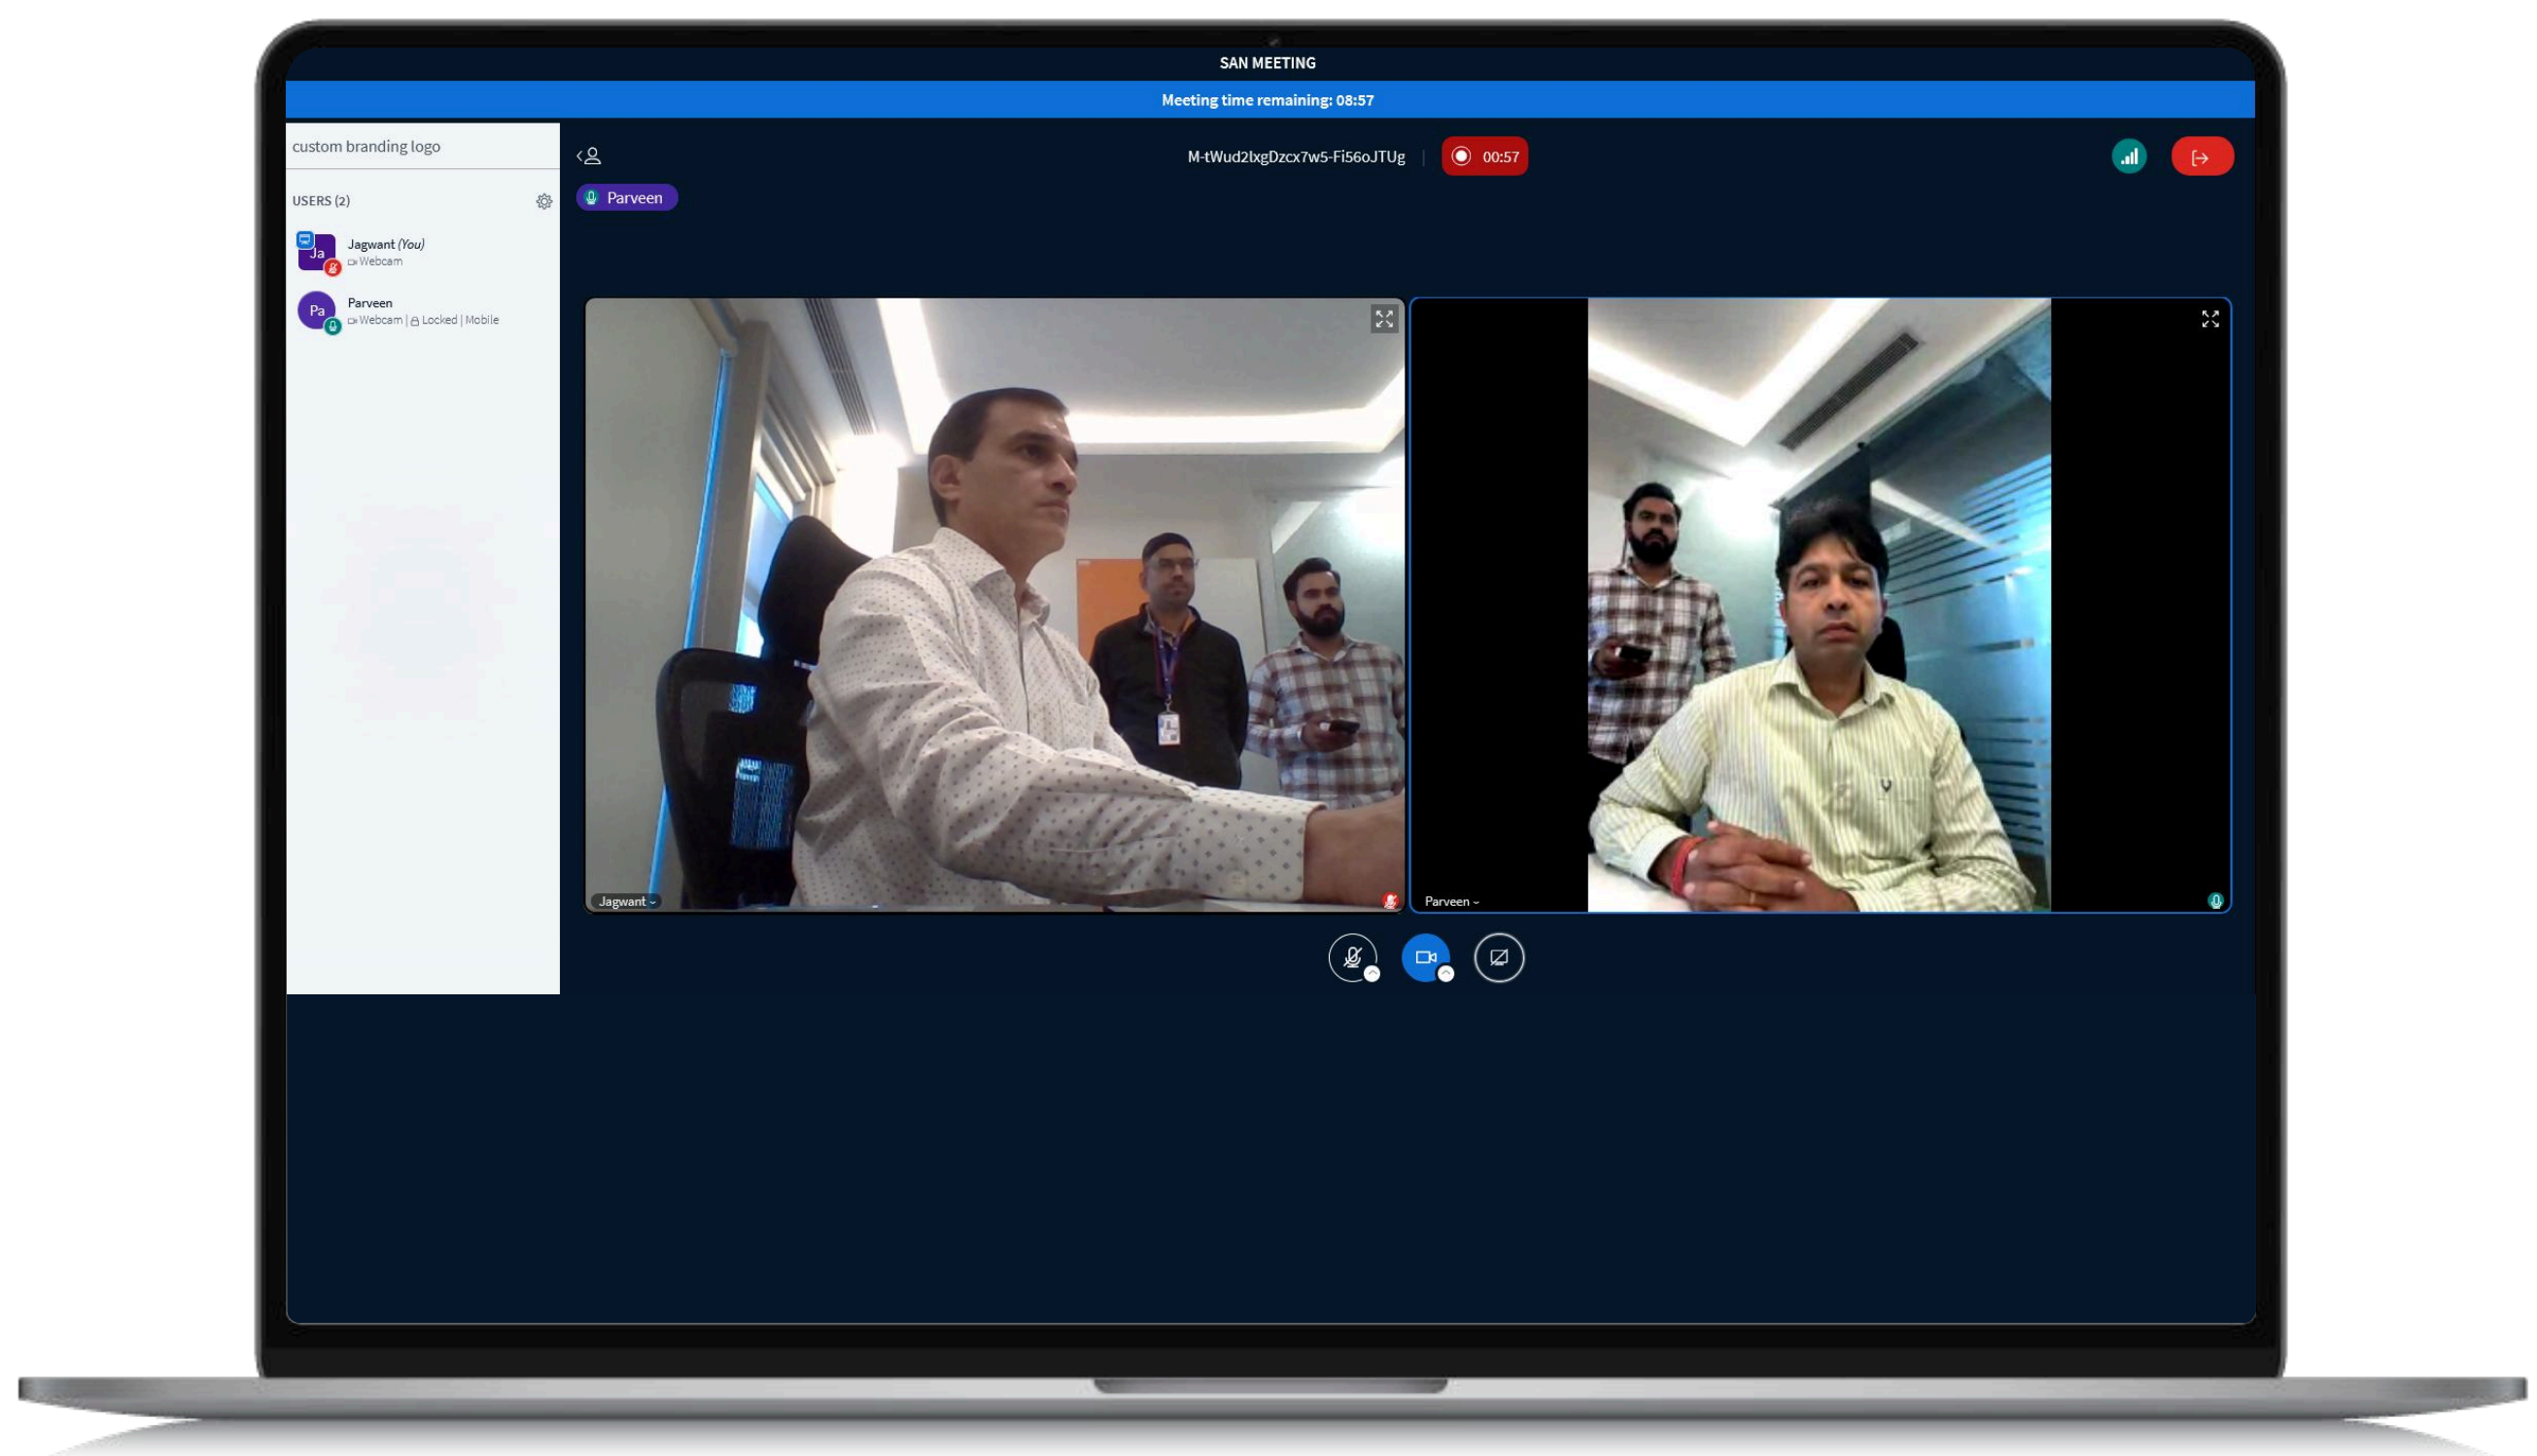 SAN MEETING
Meeting time remaining: 08:57
custom branding logo
M-tWud2lxgDzcx7w5-Fi56oJTUg
00:57
Parveen
USERS (2)
Ja
Jagwant (You)
Webcam
Pa
Parveen
Webcam | Locked | Mobile
Jagwant
Parveen